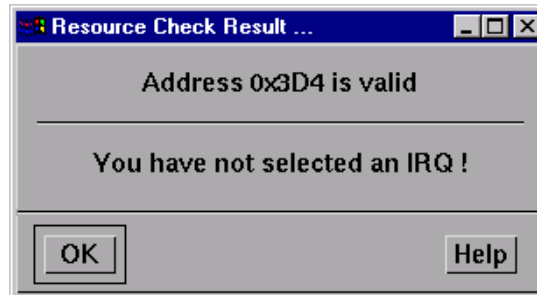 Resource Check Result ...
Address 0x3D4 is valid
You have not selected an IRQ !
OK
Help